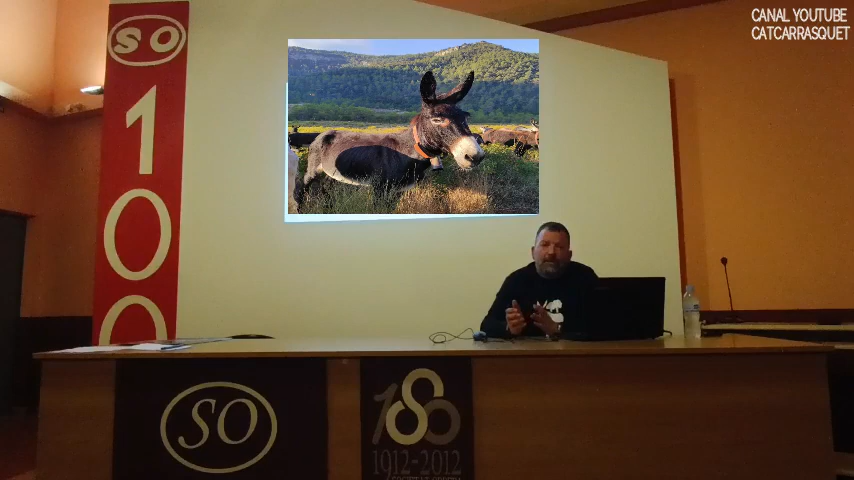 CANAL YOUTUBE
CATCARRASQUET
SO
100
SO
100
1912-2012